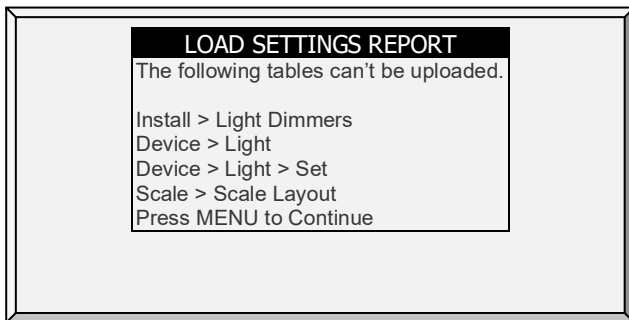 LOAD SETTINGS REPORT
The following tables can’t be uploaded.
Install > Light Dimmers
Device > Light
Device > Light > Set
Scale > Scale Layout
Press MENU to Continue